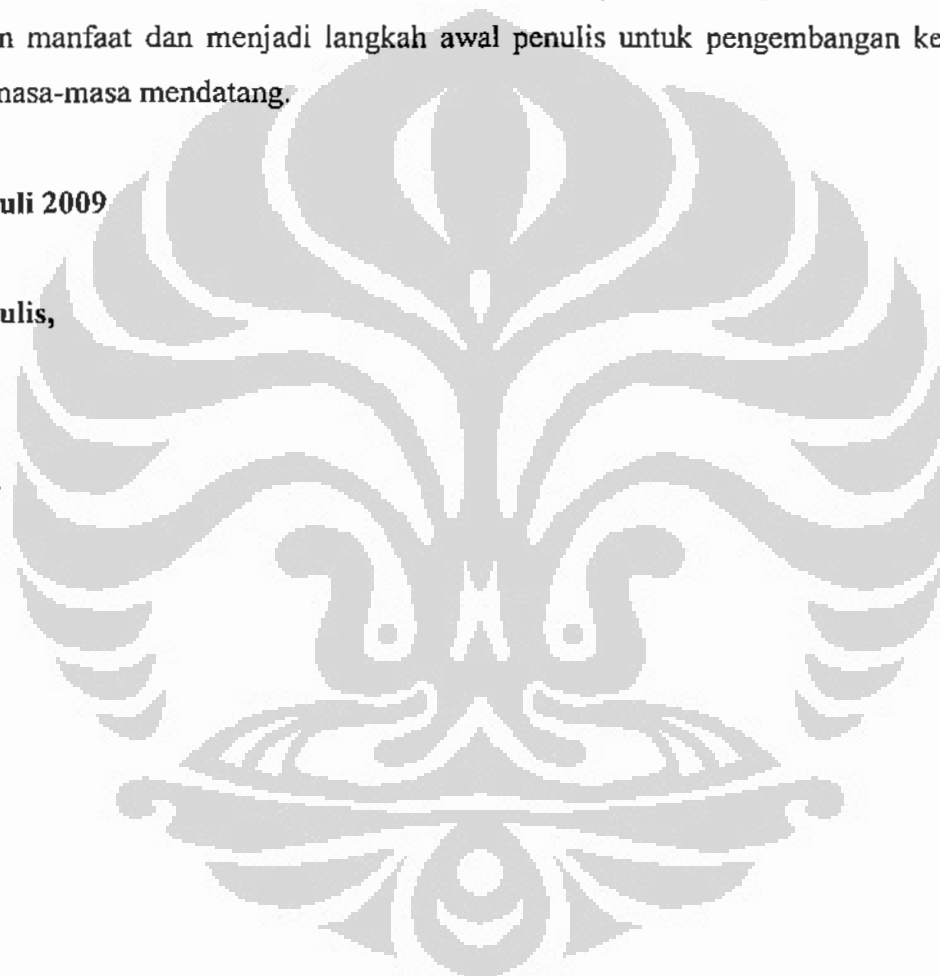 n manfaat dan menjadi langkah awal penulis untuk pengembangan ke
nasa-masa mendatang.
uli 2009
ulis,